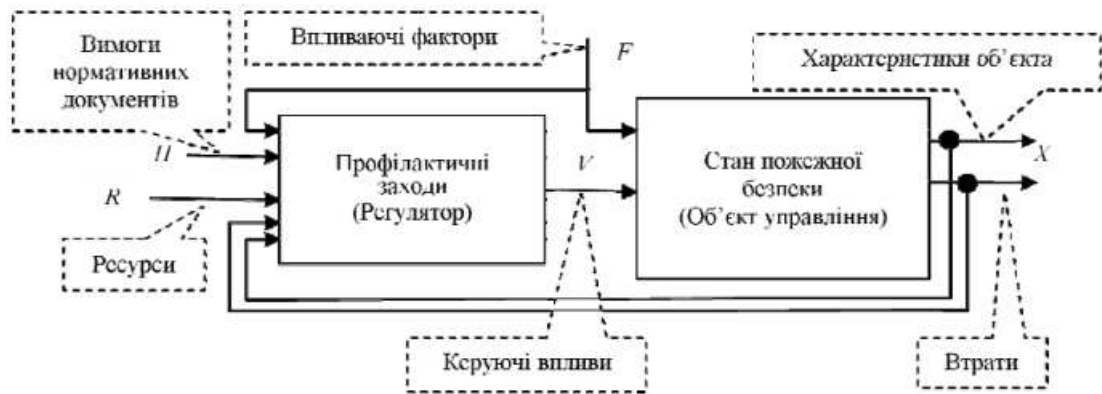 Вимоги
нормативних
документів
Впливаючі фактори
F
Характеристики об’єкта
П
R
Профілактичні
заходи
(Регулятор)
V
Стан пожежної
безпеки
(Об’єкт управління)
X
Ресурси
Керуючі впливи
Втрати